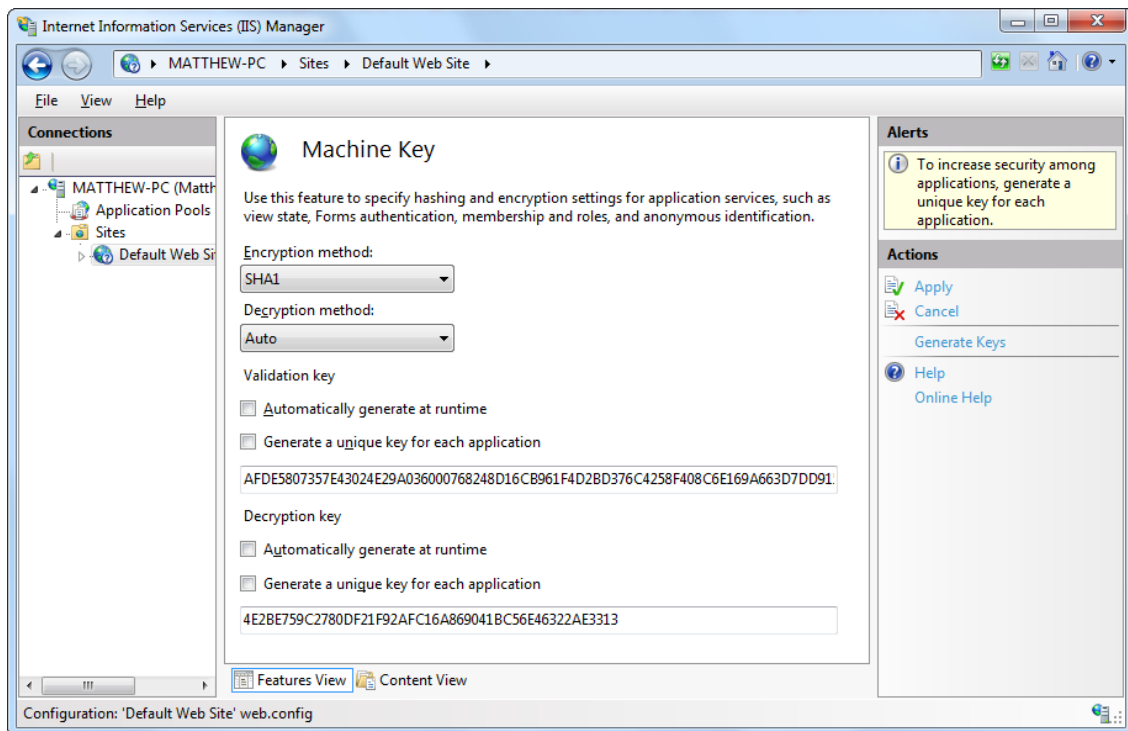 Internet Information Services (IIS) Manager
MATTHEW-PC Sites Default Web Site
File View Help
Connections
MATTHEW-PC (Matth
Application Pools
Sites
Default Web Si
Machine Key
Use this feature to specify hashing and encryption settings for application services, such as
view state, Forms authentication, membership and roles, and anonymous identification.
Encryption method:
SHA1
Decryption method:
Auto
Validation key
Automatically generate at runtime
Generate a unique key for each application
AFDE5807357E43024E29A036000768248D16CB961F4D2BD376C4258F408C6E169A663D7DD91
Decryption key
Automatically generate at runtime
Generate a unique key for each application
4E2BE759C2780DF21F92AFC16A869041BC56E46322AE3313
Features View Content View
Alerts
To increase security among
applications, generate a
unique key for each
application.
Actions
Apply
Cancel
Generate Keys
Help
Online Help
Configuration: 'Default Web Site' web.config